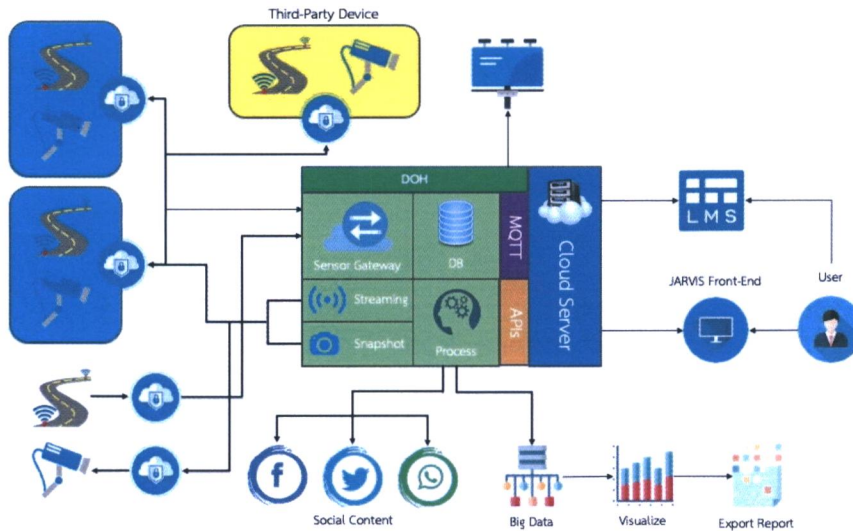 Third-Party Device
DOH
Sensor Gateway
DB
MQTT
Cloud Server
LMS
Streaming
Snapshot
Process
APIs
JARVIS Front-End
User
Social Content
Big Data
Visualize
Export Report